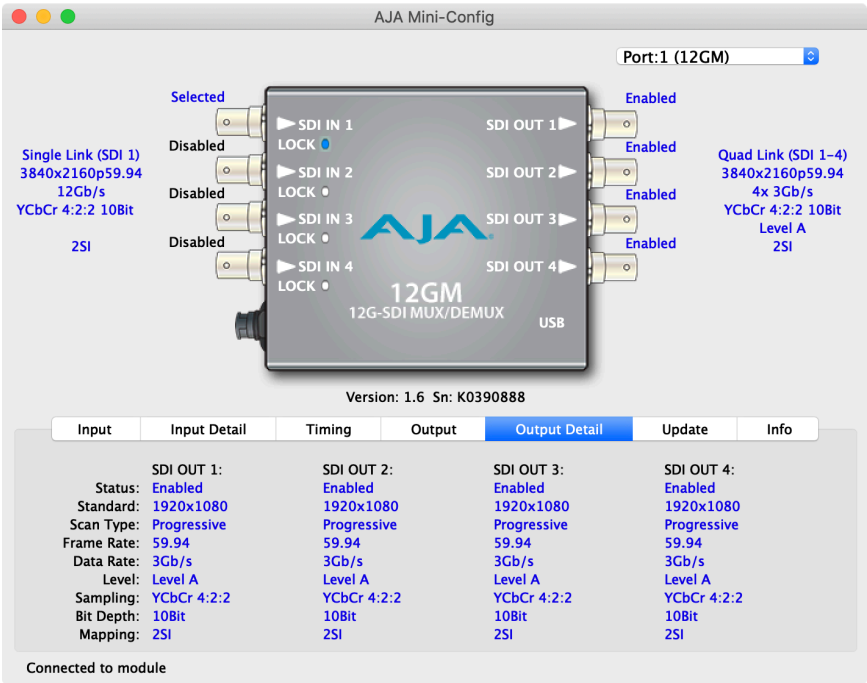 AJA Mini-Config
Port:1 (12GM)
Selected
Disabled
Disabled
Disabled
Single Link (SDI 1)
3840x2160p59.94
12Gb/s
YCbCr 4:2:2 10Bit
2SI
SDI IN 1
LOCK
SDI IN 2
LOCK
SDI IN 3
LOCK
SDI IN 4
LOCK
SDI OUT 1
SDI OUT 2
SDI OUT 3
SDI OUT 4
AJA
12GM
12G-SDI MUX/DEMUX
USB
Enabled
Enabled
Enabled
Enabled
Quad Link (SDI 1-4)
3840x2160p59.94
4x 3Gb/s
YCbCr 4:2:2 10Bit
Level A
2SI
Version: 1.6 Sn: K0390888
Input Input Detail Timing Output Output Detail Update Info
SDI OUT 1: SDI OUT 2: SDI OUT 3: SDI OUT 4:
Status: Enabled Enabled Enabled Enabled
Standard: 1920x1080 1920x1080 1920x1080 1920x1080
Scan Type: Progressive Progressive Progressive Progressive
Frame Rate: 59.94 59.94 59.94 59.94
Data Rate: 3Gb/s 3Gb/s 3Gb/s 3Gb/s
Level: Level A Level A Level A Level A
Sampling: YCbCr 4:2:2 YCbCr 4:2:2 YCbCr 4:2:2 YCbCr 4:2:2
Bit Depth: 10Bit 10Bit 10Bit 10Bit
Mapping: 2SI 2SI 2SI 2SI
Connected to module